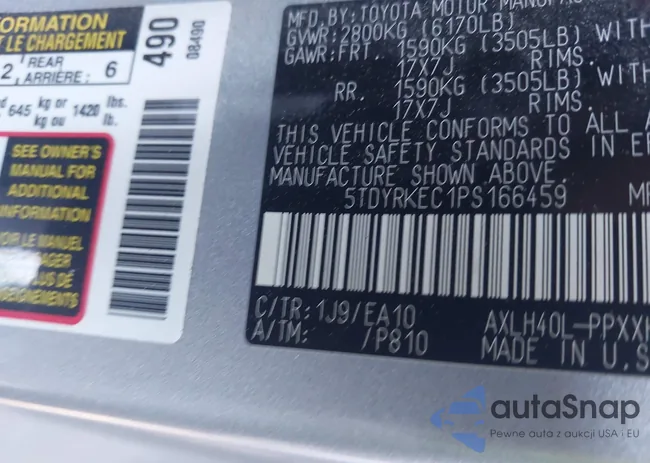 FORMATION
T LE CHARGEMENT
2 REAR ARRIÈRE: 6
490
08490
645 kg or ou 1420 lbs. lb.
SEE OWNER'S
MANUAL FOR
ADDITIONAL
INFORMATION
VOIR LE MANUEL
PLUS DE
MFD.BY:TOYOTA MOTOR
GVWR:2800KG (6170LB)
GAWR:FRT. 1590KG (3505LB) WITH
17X7J RIMS.
RR. 1590KG (3505LB) WITH
17X7J RIMS.
THIS VEHICLE CONFORMS TO ALL A
VEHICLE SAFETY STANDARDS IN EF
MANUFACTURE SHOWN ABOVE.
5TDYRKEC1PS166459
C/TR:1J9/EA10
A/TM: /P810
AXLH40L-PPXXH
MADE IN U.S
autaSnap
Pewne auta z aukcji USA i EU